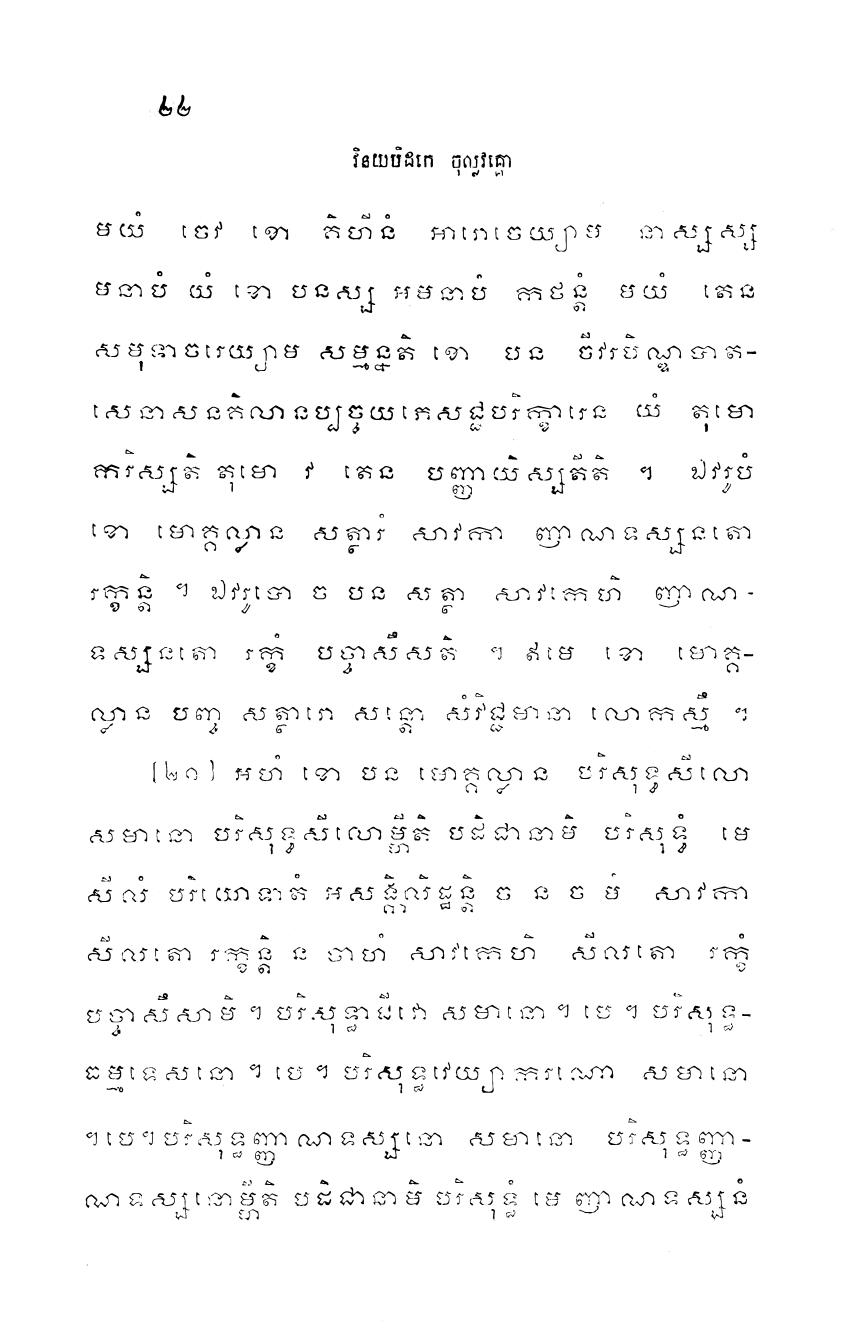 ២២
វិនយបិដកេ ចុល្លវគ្គោ
មយំ ចេវ ខោ គិហីនំ អារោចេយ្យាម នាស្សស្ស
មនាបំ យំ ខោ បនស្ស អមនាបំ កថន្តំ មយំ តេន
សមុទាចរេយ្យាម សម្មន្នតិ ខោ បន ចីវរបិណ្ឌបាត-
សេនាសនគិលានប្បច្ចយភេសជ្ជបរិក្ខារេន យំ តុមោ
ករិស្សតិ តុមោ វ តេន បញ្ញាយិស្សតីតិ ។ ឯវរូបំ
ខោ មោគ្គល្លាន សត្ថារំ សាវកា ញាណទស្សនតោ
រក្ខន្តិ ។ ឯវរូបោ ច បន សត្ថា សាវកេហិ ញាណ-
ទស្សនតោ រក្ខំ បច្ចាសឹសតិ ។ ឥមេ ខោ មោគ្គ-
ល្លាន បញ្ច សត្ថារោ សន្តោ សំវិជ្ជមានា លោកស្មឹ ។
[២០] អហំ ខោ បន មោគ្គល្លាន បរិសុទ្ធសីលោ
សមានោ បរិសុទ្ធសីលោម្ហីតិ បដិជានាមិ បរិសុទ្ធំ មេ
សីលំ បរិយោទាតំ អសង្កិលិដ្ឋន្តិ ច ន ច មំ សាវកា
សីលតោ រក្ខន្តិ ន ចាហំ សាវកេហិ សីលតោ រក្ខំ
បច្ចាសឹសាមិ ។ បរិសុទ្ធាជីវោ សមានោ ។ បេ ។ បរិសុទ្ធ-
ធម្មទេសនោ ។ បេ ។ បរិសុទ្ធវេយ្យាករណោ សមានោ
។ បេ ។ បរិសុទ្ធញ្ញាណទស្សនោ សមានោ បរិសុទ្ធញ្ញា-
ណទស្សនោម្ហីតិ បដិជានាមិ បរិសុទ្ធំ មេ ញាណទស្សនំ